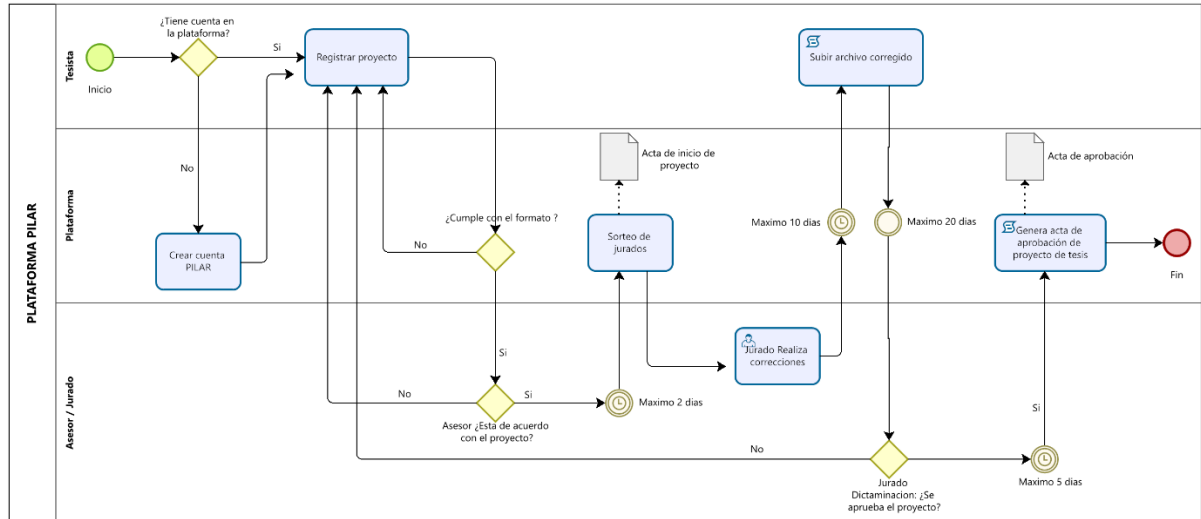 PLATAFORMA PILAR
Tesista
¿Tiene cuenta en
la plataforma?
Inicio
Si
Registrar proyecto
Subir archivo corregido
Plataforma
No
Crear cuenta
PILAR
¿Cumple con el formato ?
No
Acta de inicio de
proyecto
Sorteo de
jurados
Maximo 10 dias
Maximo 20 dias
Acta de aprobación
Genera acta de
aprobación de
proyecto de tesis
Fin
Asesor / Jurado
Si
No
Si
Asesor ¿Esta de acuerdo
con el proyecto?
Maximo 2 dias
Jurado Realiza
correcciones
No
Jurado
Dictaminacion: ¿Se
aprueba el proyecto?
Si
Maximo 5 dias